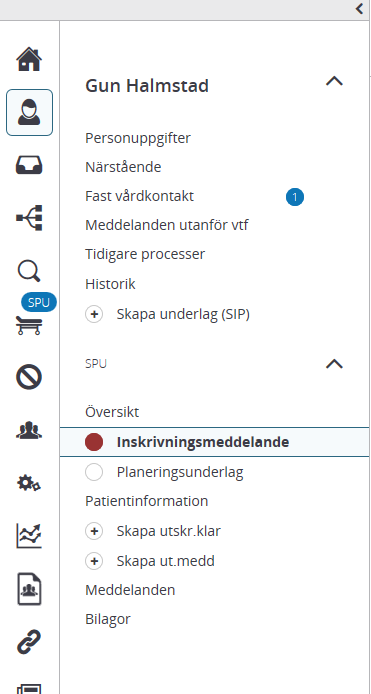 Gun Halmstad
Personuppgifter
Närstående
Fast vårdkontakt 1
Meddelanden utanför vtf
Tidigare processer
Historik
Skapa underlag (SIP)
SPU
SPU
Översikt
Inskrivningsmeddelande
Planeringsunderlag
Patientinformation
Skapa utskr.klar
Skapa ut.medd
Meddelanden
Bilagor